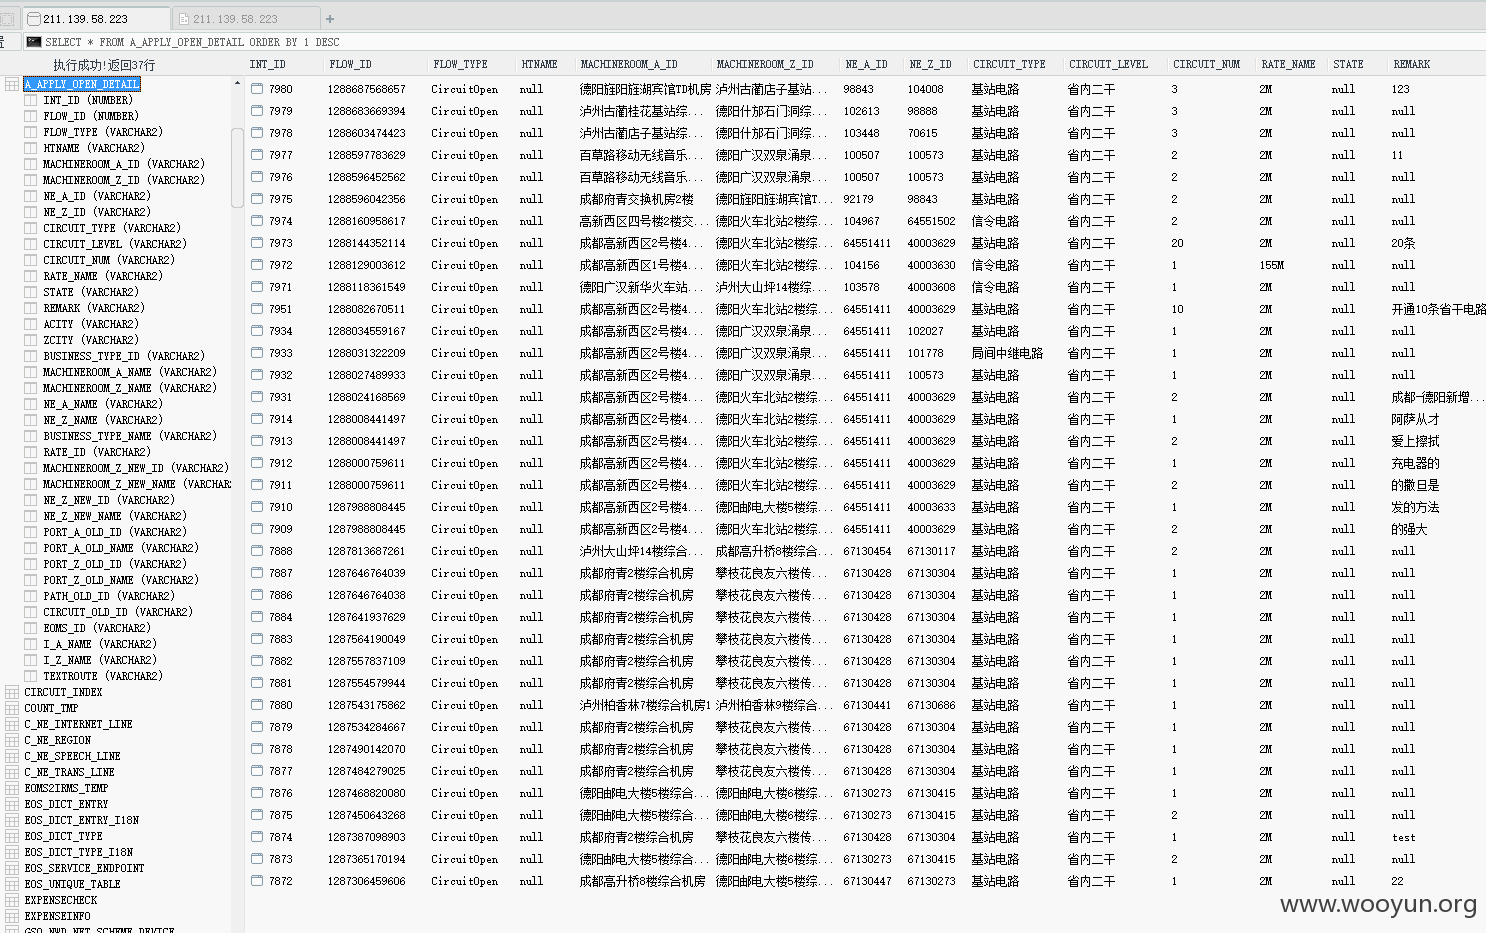 211.139.58.223
211.139.58.223
SELECT * FROM A_APPLY_OPEN_DETAIL ORDER BY 1 DESC
执行成功!返回37行
A_APPLY_OPEN_DETAIL
INT_ID (NUMBER)
FLOW_ID (NUMBER)
FLOW_TYPE (VARCHAR2)
HTNAME (VARCHAR2)
MACHINEROOM_A_ID (VARCHAR2)
MACHINEROOM_Z_ID (VARCHAR2)
NE_A_ID (VARCHAR2)
NE_Z_ID (VARCHAR2)
CIRCUIT_TYPE (VARCHAR2)
CIRCUIT_LEVEL (VARCHAR2)
CIRCUIT_NUM (VARCHAR2)
RATE_NAME (VARCHAR2)
STATE (VARCHAR2)
REMARK (VARCHAR2)
ACITY (VARCHAR2)
ZCITY (VARCHAR2)
BUSINESS_TYPE_ID (VARCHAR2)
MACHINEROOM_A_NAME (VARCHAR2)
MACHINEROOM_Z_NAME (VARCHAR2)
NE_A_NAME (VARCHAR2)
NE_Z_NAME (VARCHAR2)
BUSINESS_TYPE_NAME (VARCHAR2)
RATE_ID (VARCHAR2)
MACHINEROOM_Z_NEW_ID (VARCHAR2)
MACHINEROOM_Z_NEW_NAME (VARCHAR
NE_Z_NEW_ID (VARCHAR2)
NE_Z_NEW_NAME (VARCHAR2)
PORT_A_OLD_ID (VARCHAR2)
PORT_A_OLD_NAME (VARCHAR2)
PORT_Z_OLD_ID (VARCHAR2)
PORT_Z_OLD_NAME (VARCHAR2)
PATH_OLD_ID (VARCHAR2)
CIRCUIT_OLD_ID (VARCHAR2)
EOMS_ID (VARCHAR2)
I_A_NAME (VARCHAR2)
I_Z_NAME (VARCHAR2)
TEXTROUTE (VARCHAR2)
CIRCUIT_INDEX
COUNT_TMP
C_NE_INTERNET_LINE
C_NE_REGION
C_NE_SPEECH_LINE
C_NE_TRANS_LINE
EOMS2IRMS_TEMP
EOS_DICT_ENTRY
EOS_DICT_ENTRY_I18N
EOS_DICT_TYPE
EOS_DICT_TYPE_I18N
EOS_SERVICE_ENDPOINT
EOS_UNIQUE_TABLE
EXPENSECHECK
EXPENSEINFO
GSO_NWD_NET_SCHEME_DEVICE
INT_ID FLOW_ID FLOW_TYPE HTNAME MACHINEROOM_A_ID MACHINEROOM_Z_ID NE_A_ID NE_Z_ID CIRCUIT_TYPE CIRCUIT_LEVEL CIRCUIT_NUM RATE_NAME STATE REMARK
7980 1288687568657 CircuitOpen null 德阳旌阳旌湖宾馆TD机房 泸州古蔺店子基站... 98843 104008 基站电路 省内二干 3 2M null 123
7979 1288683669394 CircuitOpen null 泸州古蔺桂花基站综... 德阳什邡石门洞综... 102613 98888 基站电路 省内二干 3 2M null null
7978 1288603474423 CircuitOpen null 泸州古蔺店子基站综... 德阳什邡石门洞综... 103448 70615 基站电路 省内二干 3 2M null null
7977 1288597783629 CircuitOpen null 百草路移动无线音乐... 德阳广汉双泉涌泉... 100507 100573 基站电路 省内二干 2 2M null 11
7976 1288596452562 CircuitOpen null 百草路移动无线音乐... 德阳广汉双泉涌泉... 100507 100573 基站电路 省内二干 2 2M null null
7975 1288596042356 CircuitOpen null 成都府青交换机房2楼 德阳旌阳旌湖宾馆T... 92179 98843 基站电路 省内二干 2 2M null null
7974 1288160958617 CircuitOpen null 高新西区四号楼2楼交... 德阳火车北站2楼综... 104967 64551502 信令电路 省内二干 2 2M null null
7973 1288144352114 CircuitOpen null 成都高新西区2号楼4... 德阳火车北站2楼综... 64551411 40003629 基站电路 省内二干 20 2M null 20条
7972 1288129003612 CircuitOpen null 成都高新西区1号楼4... 德阳火车北站2楼综... 104156 40003630 信令电路 省内二干 1 155M null null
7971 1288118361549 CircuitOpen null 德阳广汉新华火车站... 泸州大山坪14楼综... 103578 40003608 信令电路 省内二干 1 2M null null
7951 1288082670511 CircuitOpen null 成都高新西区2号楼4... 德阳火车北站2楼综... 64551411 40003629 基站电路 省内二干 10 2M null 开通10条省干电路
7934 1288034559167 CircuitOpen null 成都高新西区2号楼4... 德阳广汉双泉涌泉... 64551411 102027 基站电路 省内二干 1 2M null null
7933 1288031322209 CircuitOpen null 成都高新西区2号楼4... 德阳广汉双泉涌泉... 64551411 101778 局间中继电路 省内二干 1 2M null null
7932 1288027489933 CircuitOpen null 成都高新西区2号楼4... 德阳广汉双泉涌泉... 64551411 100573 基站电路 省内二干 1 2M null null
7931 1288024168569 CircuitOpen null 成都高新西区2号楼4... 德阳火车北站2楼综... 64551411 40003629 基站电路 省内二干 2 2M null 成都-德阳新增...
7914 1288008441497 CircuitOpen null 成都高新西区2号楼4... 德阳火车北站2楼综... 64551411 40003629 基站电路 省内二干 1 2M null 阿萨从才
7913 1288008441497 CircuitOpen null 成都高新西区2号楼4... 德阳火车北站2楼综... 64551411 40003629 基站电路 省内二干 2 2M null 爱上擦拭
7912 1288000759611 CircuitOpen null 成都高新西区2号楼4... 德阳火车北站2楼综... 64551411 40003629 基站电路 省内二干 1 2M null 充电器的
7911 1288000759611 CircuitOpen null 成都高新西区2号楼4... 德阳火车北站2楼综... 64551411 40003629 基站电路 省内二干 2 2M null 的撒旦是
7910 1287988808445 CircuitOpen null 成都高新西区2号楼4... 德阳邮电大楼5楼综... 64551411 40003633 基站电路 省内二干 1 2M null 发的方法
7909 1287988808445 CircuitOpen null 成都高新西区2号楼4... 德阳火车北站2楼综... 64551411 40003629 基站电路 省内二干 2 2M null 的强大
7888 1287813687261 CircuitOpen null 泸州大山坪14楼综合... 成都高升桥8楼综合... 67130454 67130117 基站电路 省内二干 2 2M null null
7887 1287646764039 CircuitOpen null 成都府青2楼综合机房 攀枝花良友六楼传... 67130428 67130304 基站电路 省内二干 1 2M null null
7886 1287646764038 CircuitOpen null 成都府青2楼综合机房 攀枝花良友六楼传... 67130428 67130304 基站电路 省内二干 1 2M null null
7884 1287641937629 CircuitOpen null 成都府青2楼综合机房 攀枝花良友六楼传... 67130428 67130304 基站电路 省内二干 1 2M null null
7883 1287564190049 CircuitOpen null 成都府青2楼综合机房 攀枝花良友六楼传... 67130428 67130304 基站电路 省内二干 1 2M null null
7882 1287557837109 CircuitOpen null 成都府青2楼综合机房 攀枝花良友六楼传... 67130428 67130304 基站电路 省内二干 1 2M null null
7881 1287554579944 CircuitOpen null 成都府青2楼综合机房 攀枝花良友六楼传... 67130428 67130304 基站电路 省内二干 1 2M null null
7880 1287543175862 CircuitOpen null 泸州柏香林7楼综合机房1 泸州柏香林9楼综合... 67130441 67130686 基站电路 省内二干 1 2M null null
7879 1287534284667 CircuitOpen null 成都府青2楼综合机房 攀枝花良友六楼传... 67130428 67130304 基站电路 省内二干 1 2M null null
7878 1287490142070 CircuitOpen null 成都府青2楼综合机房 攀枝花良友六楼传... 67130428 67130304 基站电路 省内二干 1 2M null null
7877 1287484279025 CircuitOpen null 成都府青2楼综合机房 攀枝花良友六楼传... 67130428 67130304 基站电路 省内二干 1 2M null null
7876 1287468820080 CircuitOpen null 德阳邮电大楼5楼综合... 德阳邮电大楼6楼综... 67130273 67130415 基站电路 省内二干 1 2M null null
7875 1287450643268 CircuitOpen null 德阳邮电大楼5楼综合... 德阳邮电大楼6楼综... 67130273 67130415 基站电路 省内二干 2 2M null null
7874 1287387098903 CircuitOpen null 成都府青2楼综合机房 攀枝花良友六楼传... 67130428 67130304 基站电路 省内二干 1 2M null test
7873 1287365170194 CircuitOpen null 德阳邮电大楼5楼综合... 德阳邮电大楼6楼综... 67130273 67130415 基站电路 省内二干 2 2M null null
7872 1287306459606 CircuitOpen null 成都高升桥8楼综合机房 德阳邮电大楼5楼综... 67130447 67130273 基站电路 省内二干 1 2M null 22
www.wooyun.org